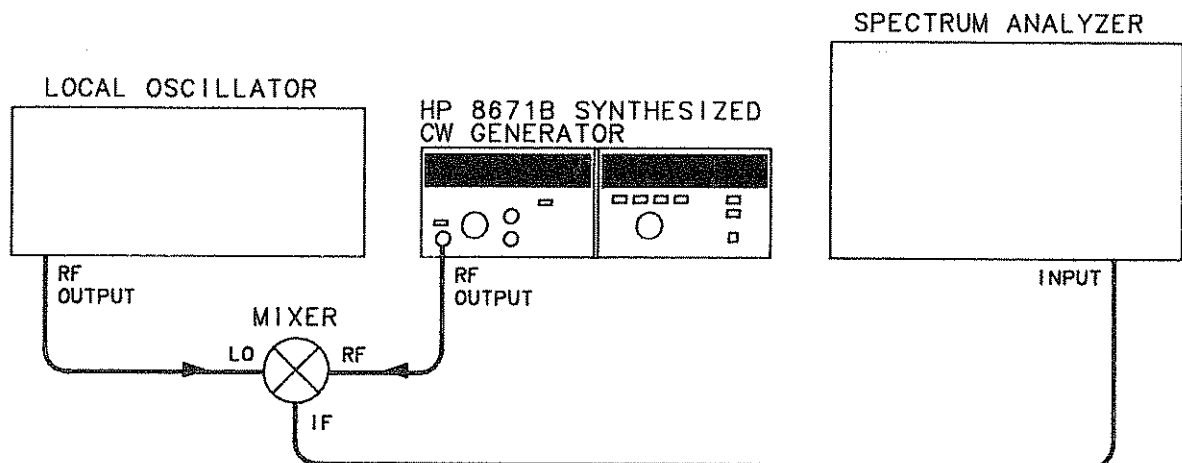 SPECTRUM ANALYZER
LOCAL OSCILLATOR
HP 8671B SYNTHESIZED
CW GENERATOR
RF
OUTPUT
RF
OUTPUT
INPUT
MIXER
LO
RF
IF